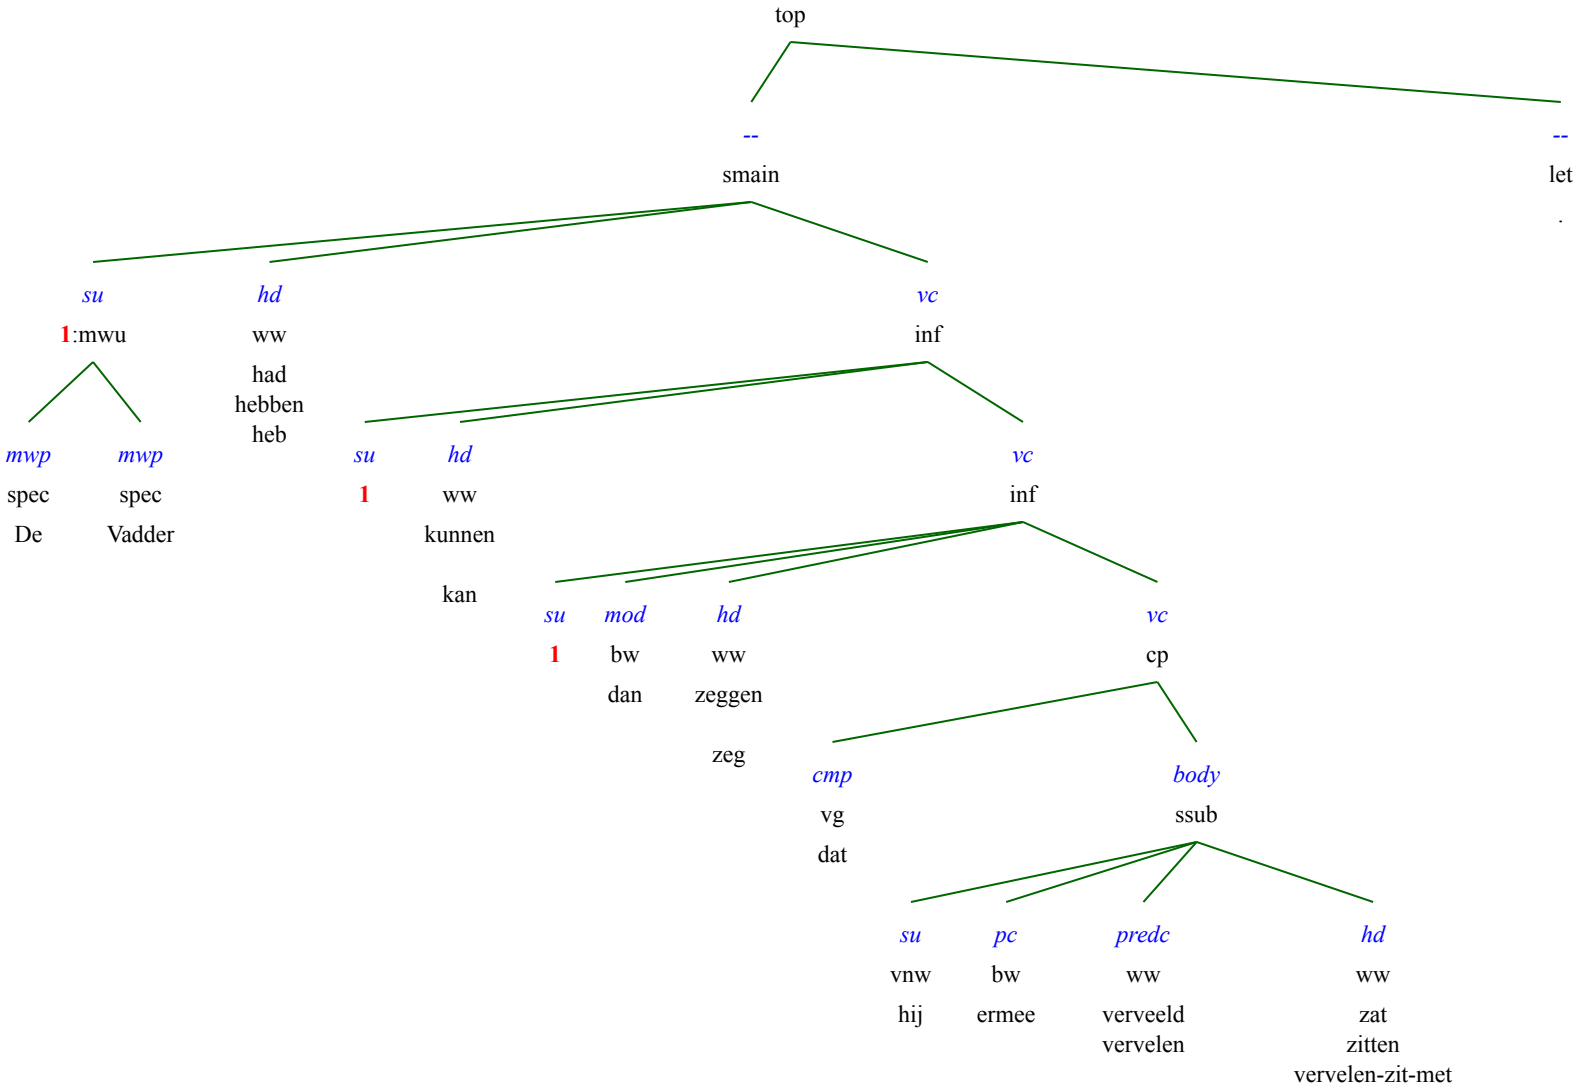 top
-- --
smain let
.
su hd vc
1:mwu ww inf
had
hebben
heb
mwp mwp su hd vc
spec spec 1 ww inf
De Vadder kunnen
kan
su mod hd vc
1 bw ww cp
dan zeggen
zeg
cmp body
vg ssub
dat
su pc predc hd
vnw bw ww ww
hij ermee verveeld zat
vervelen zitten
vervelen-zit-met